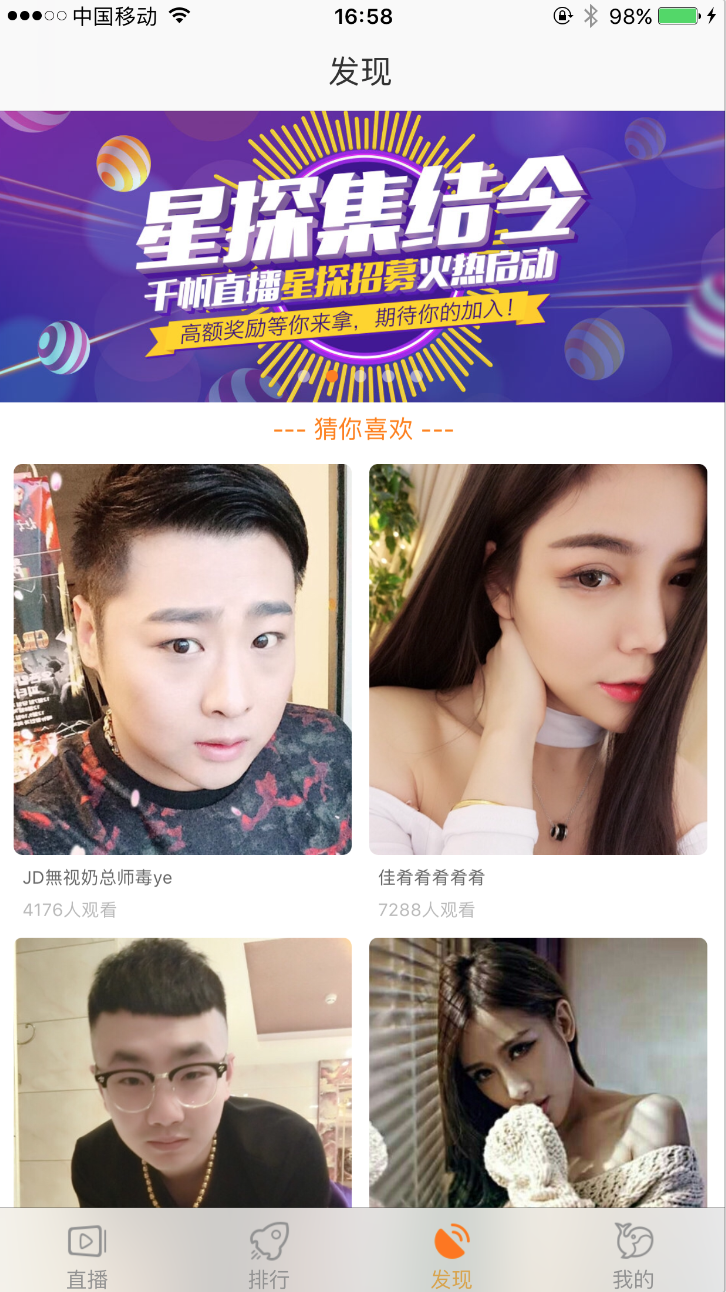 中国移动 16:58 98%
发现
星探集结令
千帆直播星探招募火热启动
高额奖励等你来拿，期待你的加入！
--- 猜你喜欢 ---
JD無视奶总师毒ye
4176人观看
佳肴肴肴肴肴
7288人观看
直播 排行 发现 我的